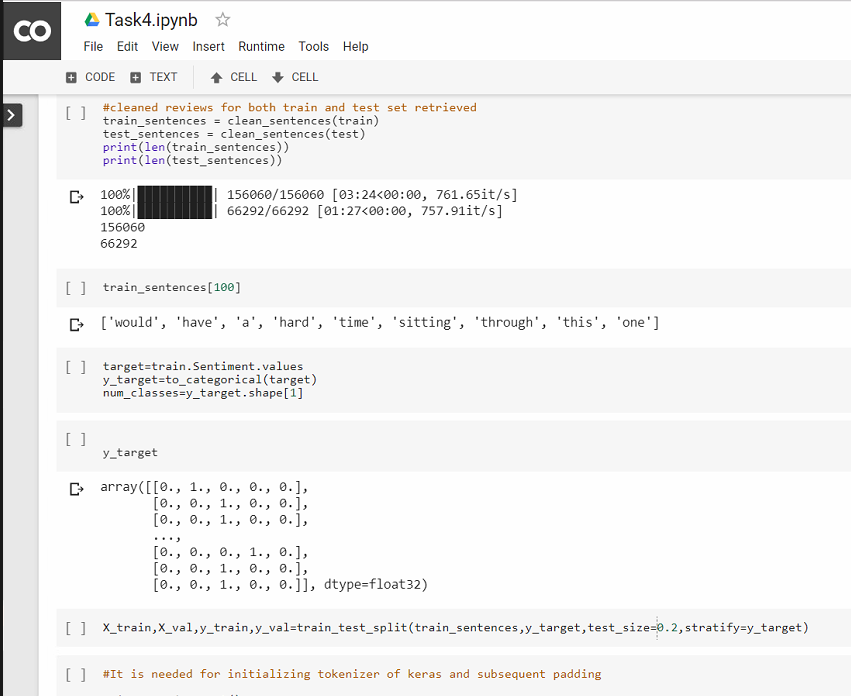 CO
Task4.ipynb
File Edit View Insert Runtime Tools Help
CODE TEXT CELL CELL
[ ] #cleaned reviews for both train and test set retrieved
train_sentences = clean_sentences(train)
test_sentences = clean_sentences(test)
print(len(train_sentences))
print(len(test_sentences))
100%|██████████| 156060/156060 [03:24<00:00, 761.65it/s]
100%|██████████| 66292/66292 [01:27<00:00, 757.91it/s]
156060
66292
[ ] train_sentences[100]
['would', 'have', 'a', 'hard', 'time', 'sitting', 'through', 'this', 'one']
[ ] target=train.Sentiment.values
y_target=to_categorical(target)
num_classes=y_target.shape[1]
[ ]
y_target
array([[0., 1., 0., 0., 0.],
[0., 0., 1., 0., 0.],
[0., 0., 1., 0., 0.],
...,
[0., 0., 0., 1., 0.],
[0., 0., 1., 0., 0.],
[0., 0., 1., 0., 0.]], dtype=float32)
[ ] X_train,X_val,y_train,y_val=train_test_split(train_sentences,y_target,test_size=0.2,stratify=y_target)
[ ] #It is needed for initializing tokenizer of keras and subsequent padding